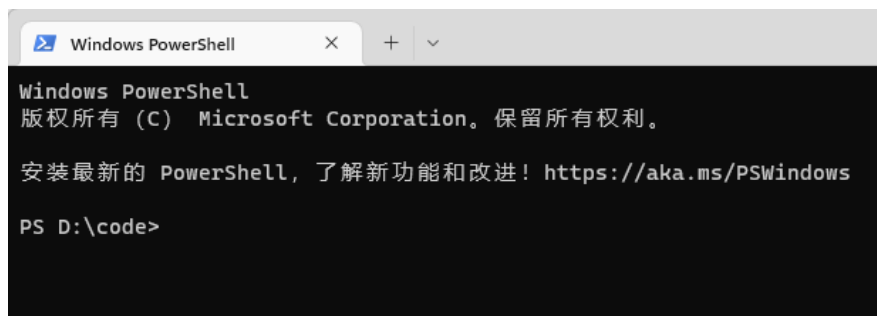 Windows PowerShell
Windows PowerShell
版权所有 (C)  Microsoft Corporation。保留所有权利。
安装最新的 PowerShell，了解新功能和改进！https://aka.ms/PSWindows
PS D:\code>